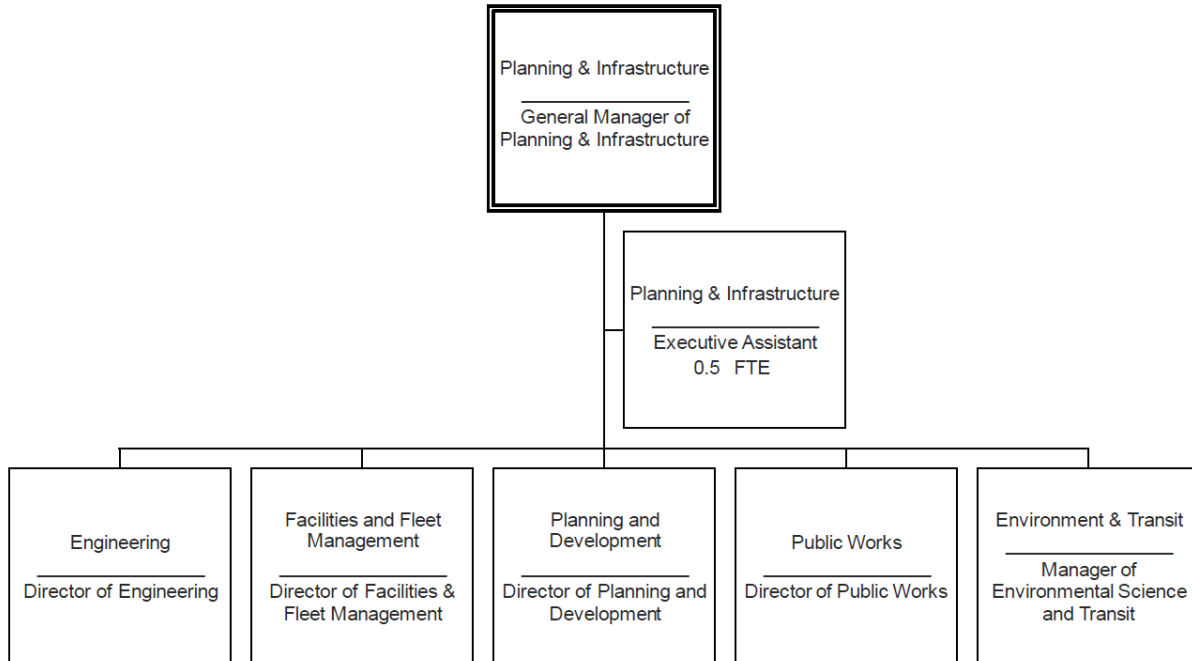 Planning & Infrastructure
General Manager of
Planning & Infrastructure
Planning & Infrastructure
Executive Assistant
0.5 FTE
Engineering
Director of Engineering
Facilities and Fleet
Management
Director of Facilities &
Fleet Management
Planning and
Development
Director of Planning and
Development
Public Works
Director of Public Works
Environment & Transit
Manager of
Environmental Science
and Transit